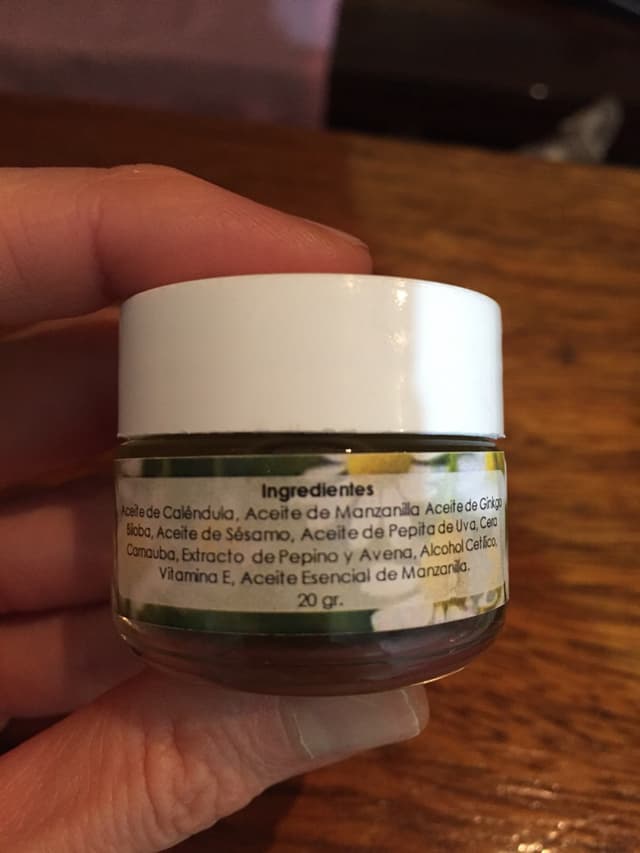 Ingredientes
Aceite de Caléndula, Aceite de Manzanilla Aceite de Ginkgo
Biloba, Aceite de Sésamo, Aceite de Pepita de Uva, Cera
Carnauba, Extracto de Pepino y Avena, Alcohol Cetílico,
Vitamina E, Aceite Esencial de Manzanilla.
20 gr.